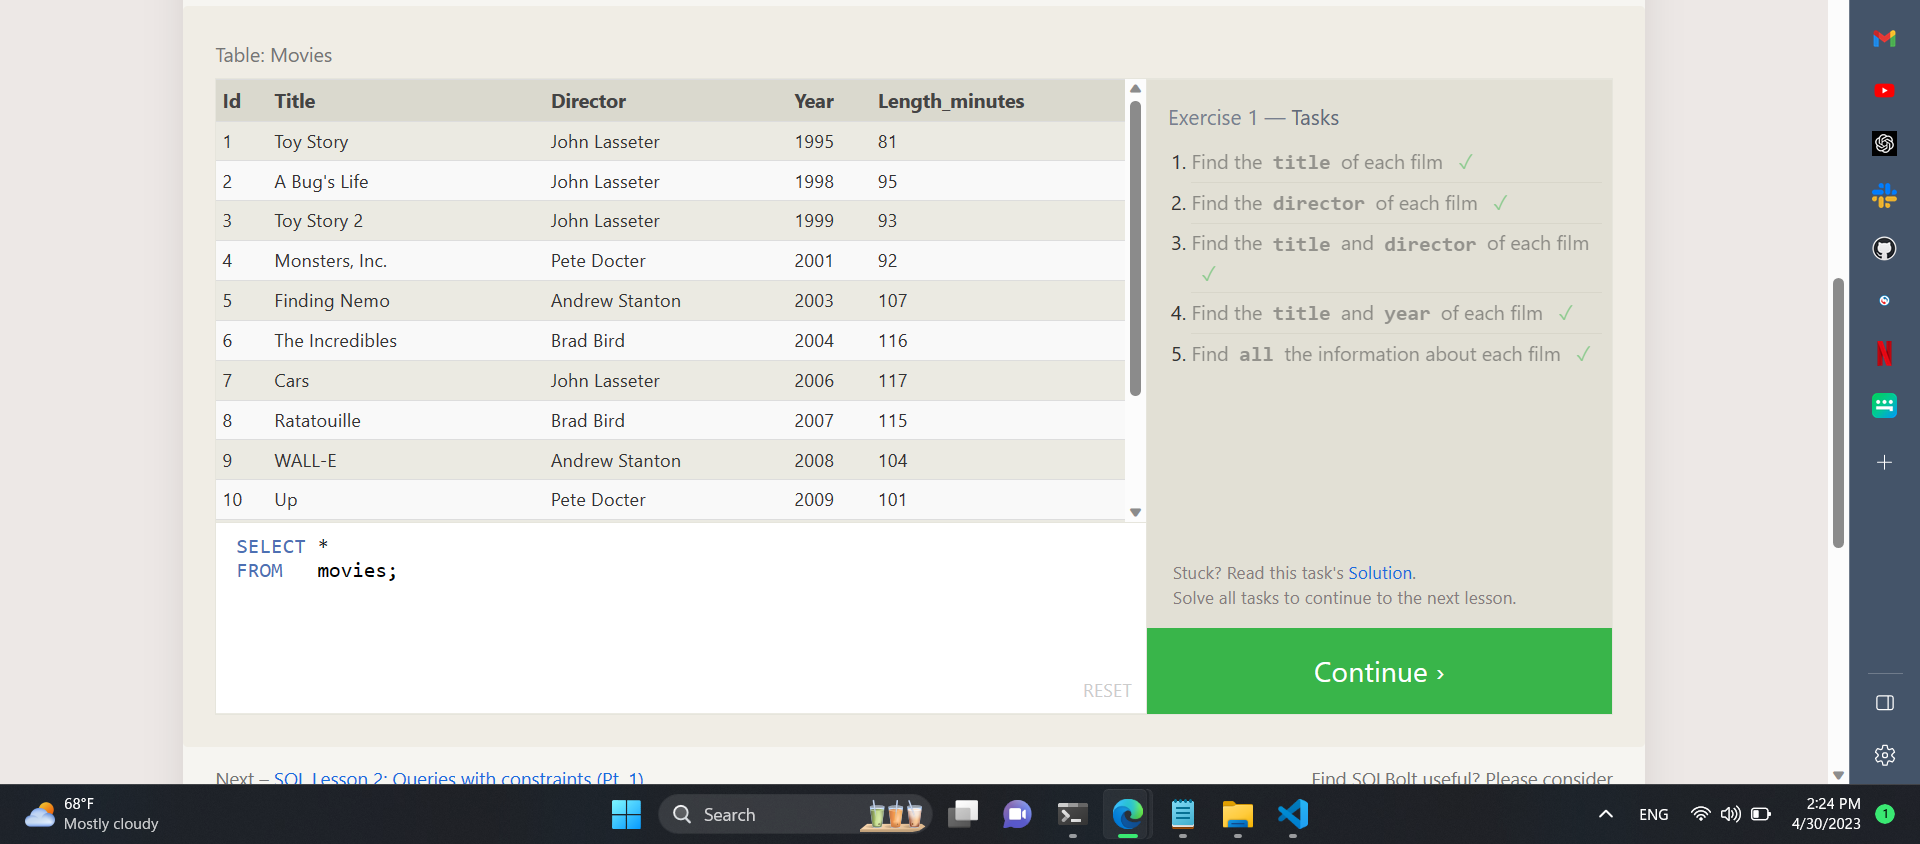 Table: Movies
Id Title Director Year Length_minutes
1 Toy Story John Lasseter 1995 81
2 A Bug's Life John Lasseter 1998 95
3 Toy Story 2 John Lasseter 1999 93
4 Monsters, Inc. Pete Docter 2001 92
5 Finding Nemo Andrew Stanton 2003 107
6 The Incredibles Brad Bird 2004 116
7 Cars John Lasseter 2006 117
8 Ratatouille Brad Bird 2007 115
9 WALL-E Andrew Stanton 2008 104
10 Up Pete Docter 2009 101
SELECT *
FROM movies;
RESET
Exercise 1 — Tasks
1. Find the title of each film ✓
2. Find the director of each film ✓
3. Find the title and director of each film
✓
4. Find the title and year of each film ✓
5. Find all the information about each film ✓
Stuck? Read this task's Solution.
Solve all tasks to continue to the next lesson.
Continue ›
Next – SQL Lesson 2: Queries with constraints (Pt. 1)
Find SQLBolt useful? Please consider
68°F
Mostly cloudy
Search
ENG
2:24 PM
4/30/2023
1